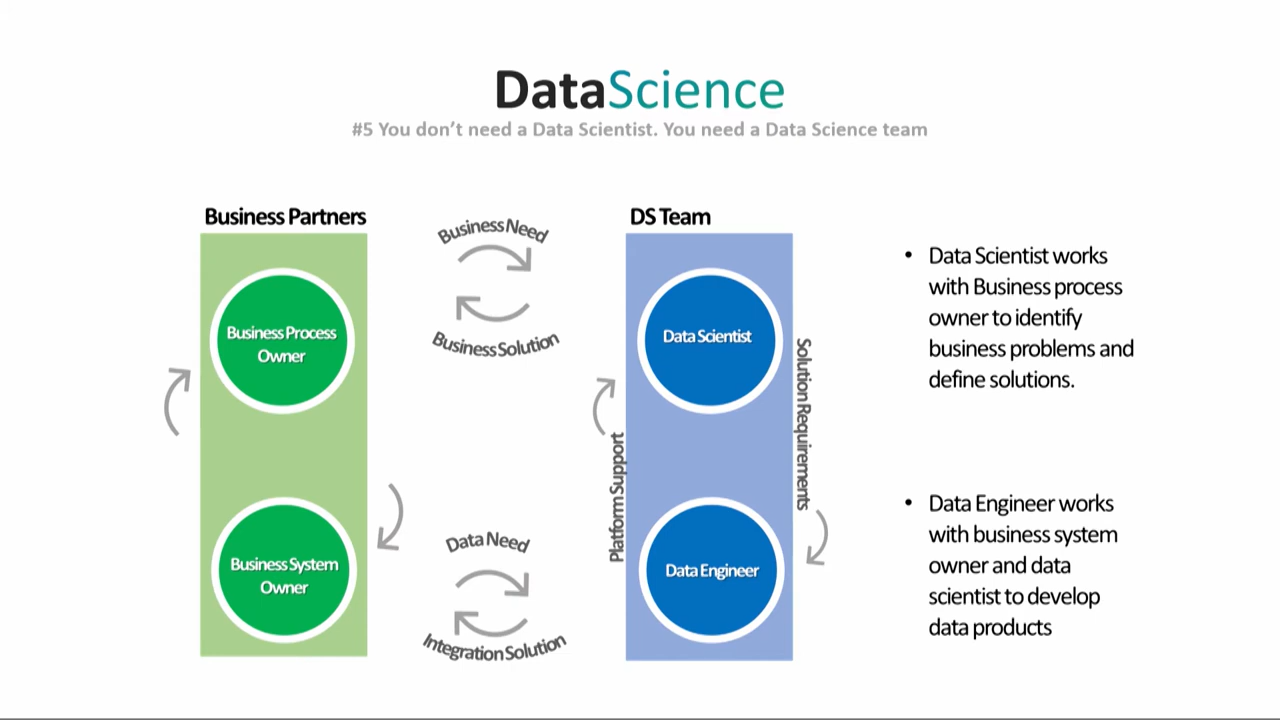 DataScience
#5 You don't need a Data Scientist. You need a Data Science team
Business Partners
Business Need
Business Solution
Business Process
Owner
Business System
Owner
Data Need
Integration Solution
DS Team
Data Scientist
Platform Support
Solution Requirements
Data Engineer
• Data Scientist works
with Business process
owner to identify
business problems and
define solutions.
• Data Engineer works
with business system
owner and data
scientist to develop
data products